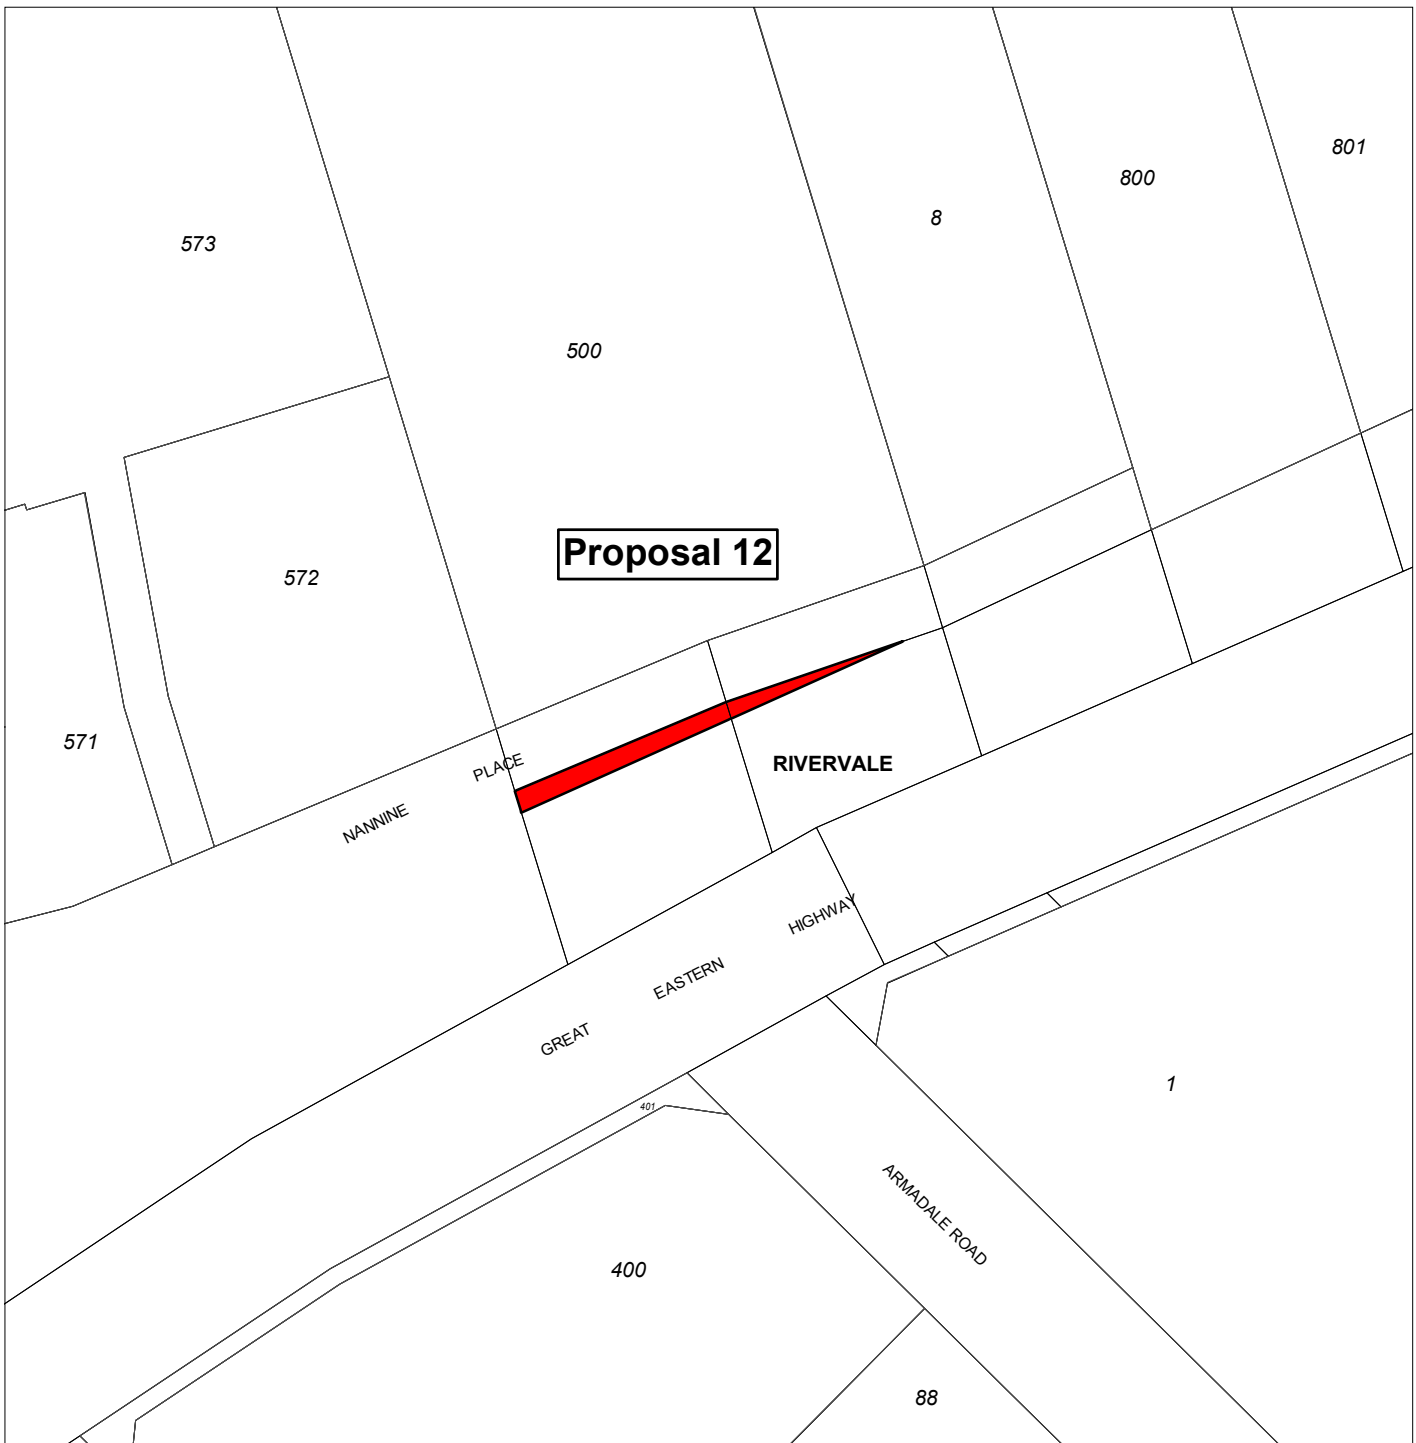 801
800
8
573
500
Proposal 12
572
571
RIVERVALE
NANNINE PLACE
GREAT EASTERN HIGHWAY
1
401
ARMADALE ROAD
400
88